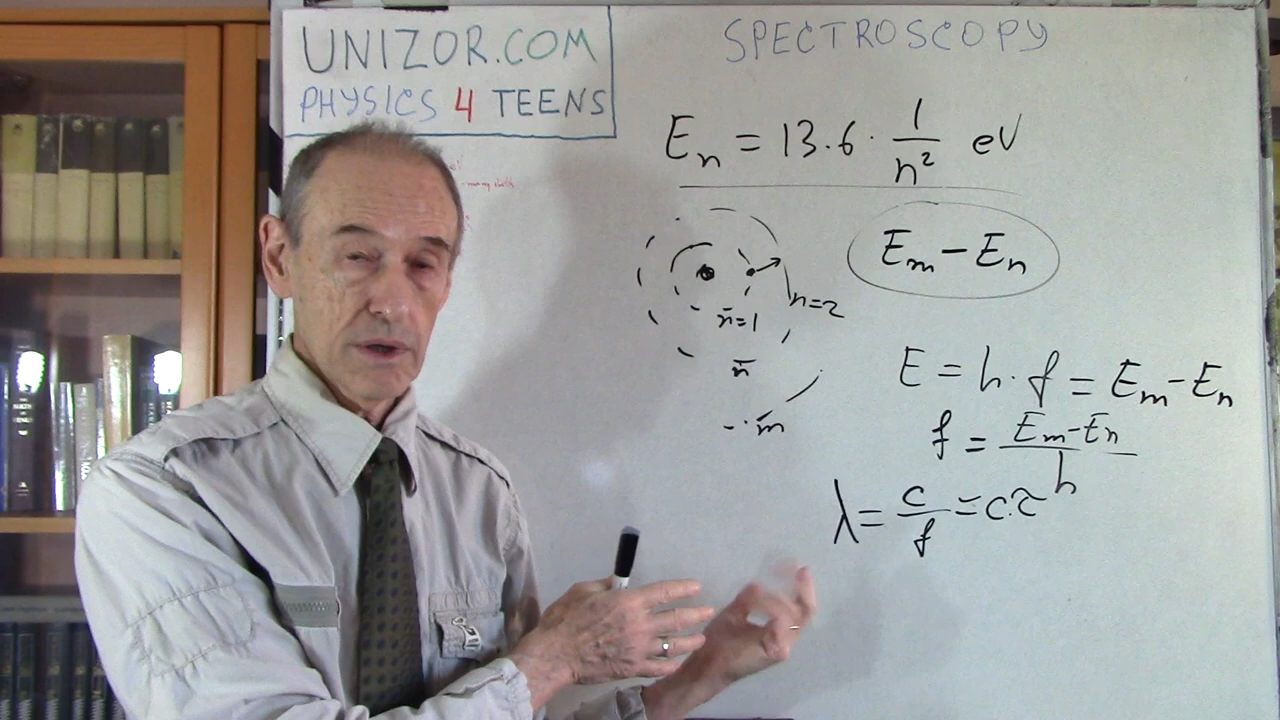 UNIZOR.COM
PHYSICS 4 TEENS
SPECTROSCOPY
Eₙ = 13.6 · 1/n² eV
Eₘ − Eₙ
n=1
n=2
n
m
E = h · f = Eₘ − Eₙ
f = (Eₘ − Eₙ)/h
λ = c/f = c·τ